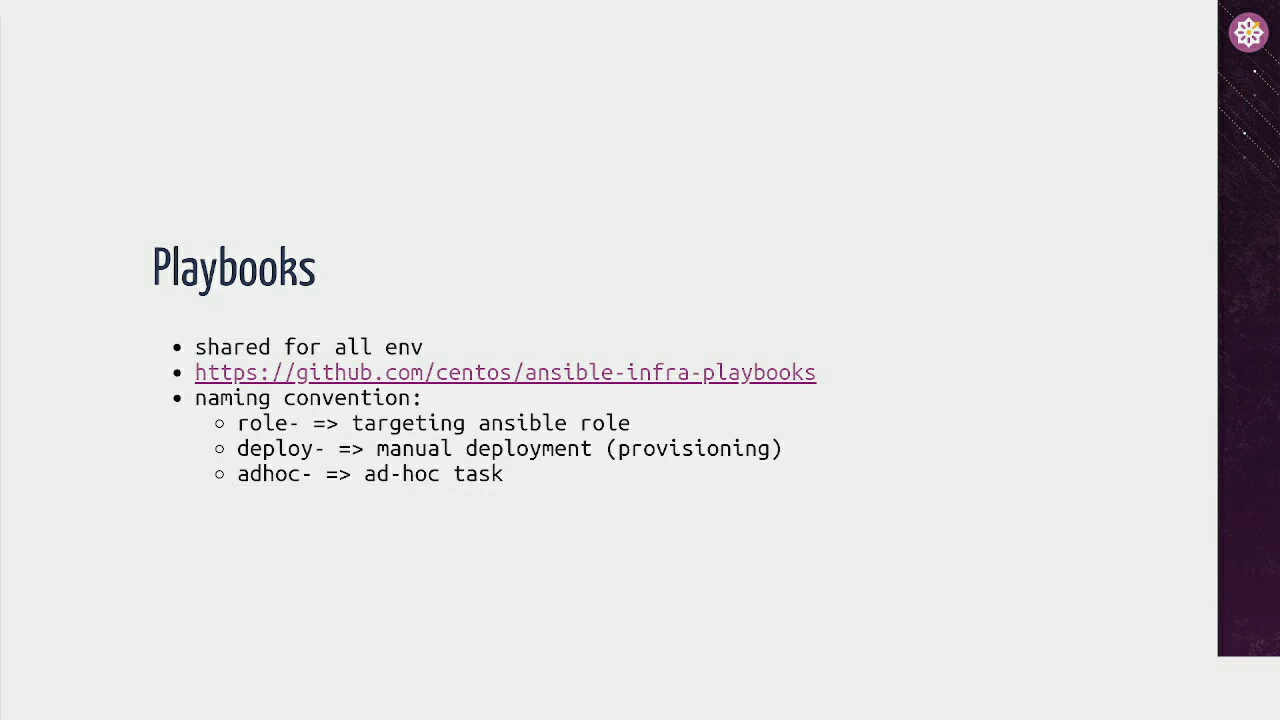 Playbooks
shared for all env
https://github.com/centos/ansible-infra-playbooks
naming convention:
role- => targeting ansible role
deploy- => manual deployment (provisioning)
adhoc- => ad-hoc task